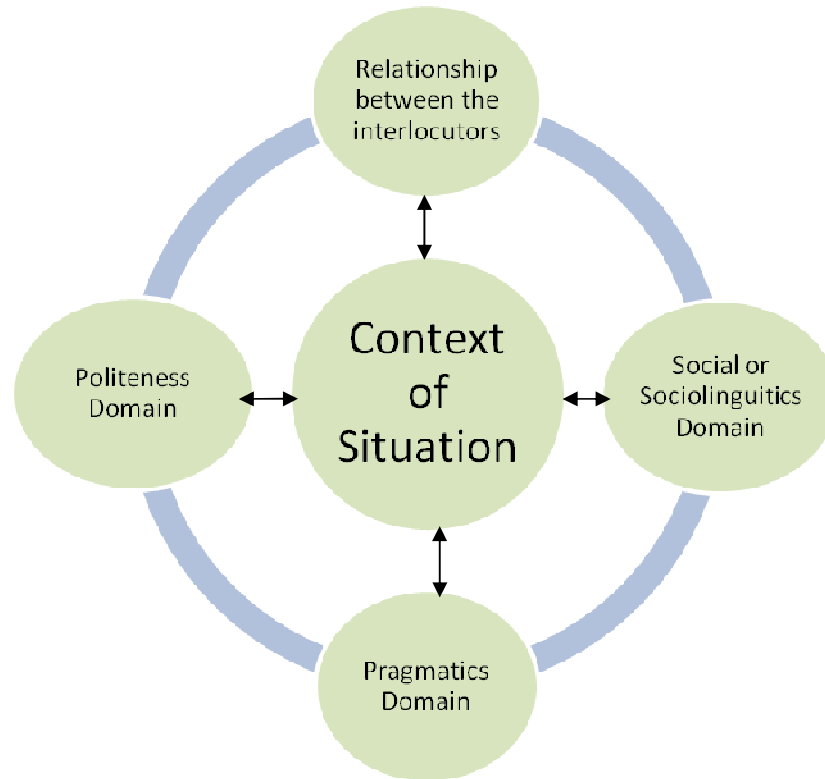 Relationship
between the
interlocutors
Politeness
Domain
Context
of
Situation
Social or
Sociolinguitics
Domain
Pragmatics
Domain